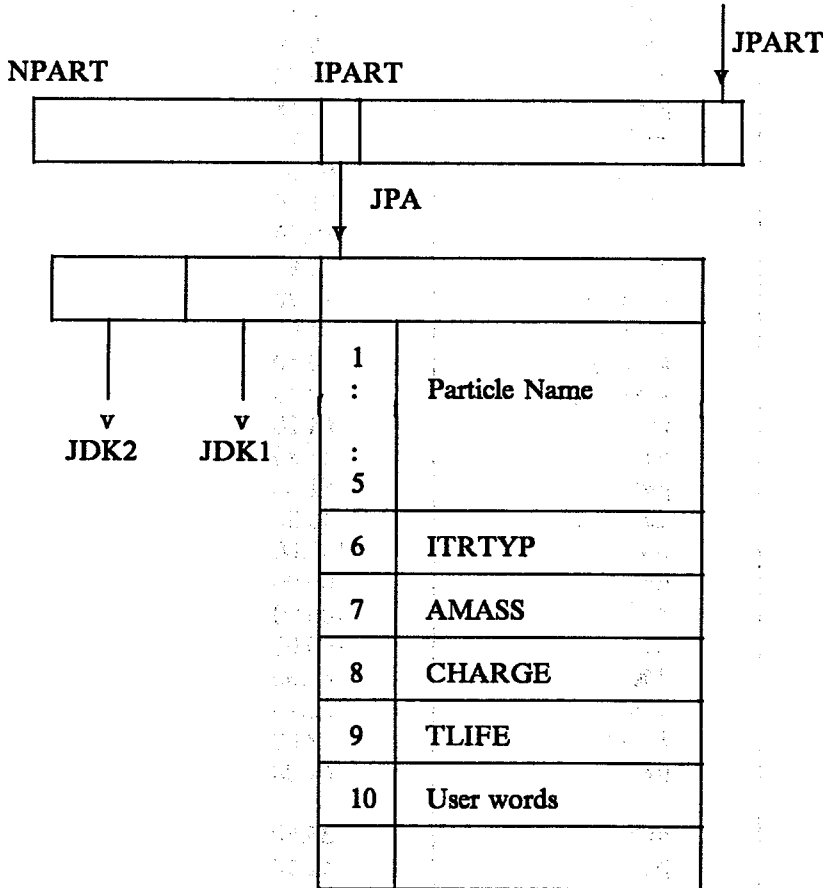 JPART
NPART IPART
JPA
1
: Particle Name
v v
JDK2 JDK1 :
5
6 ITRTYP
7 AMASS
8 CHARGE
9 TLIFE
10 User words